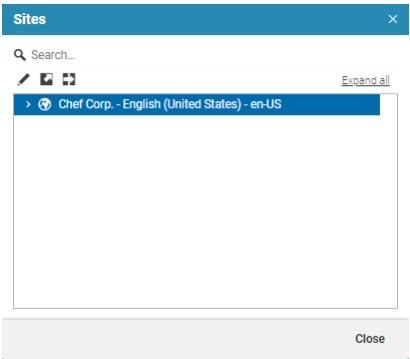 Sites
Search...
Expand all
Chef Corp. - English (United States) - en-US
Close